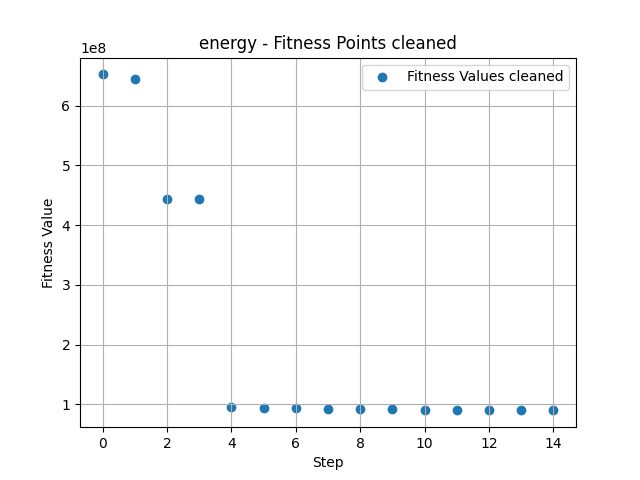 energy - Fitness Points cleaned
1e8
Fitness Values cleaned
6
5
4
3
2
1
Fitness Value
0 2 4 6 8 10 12 14
Step